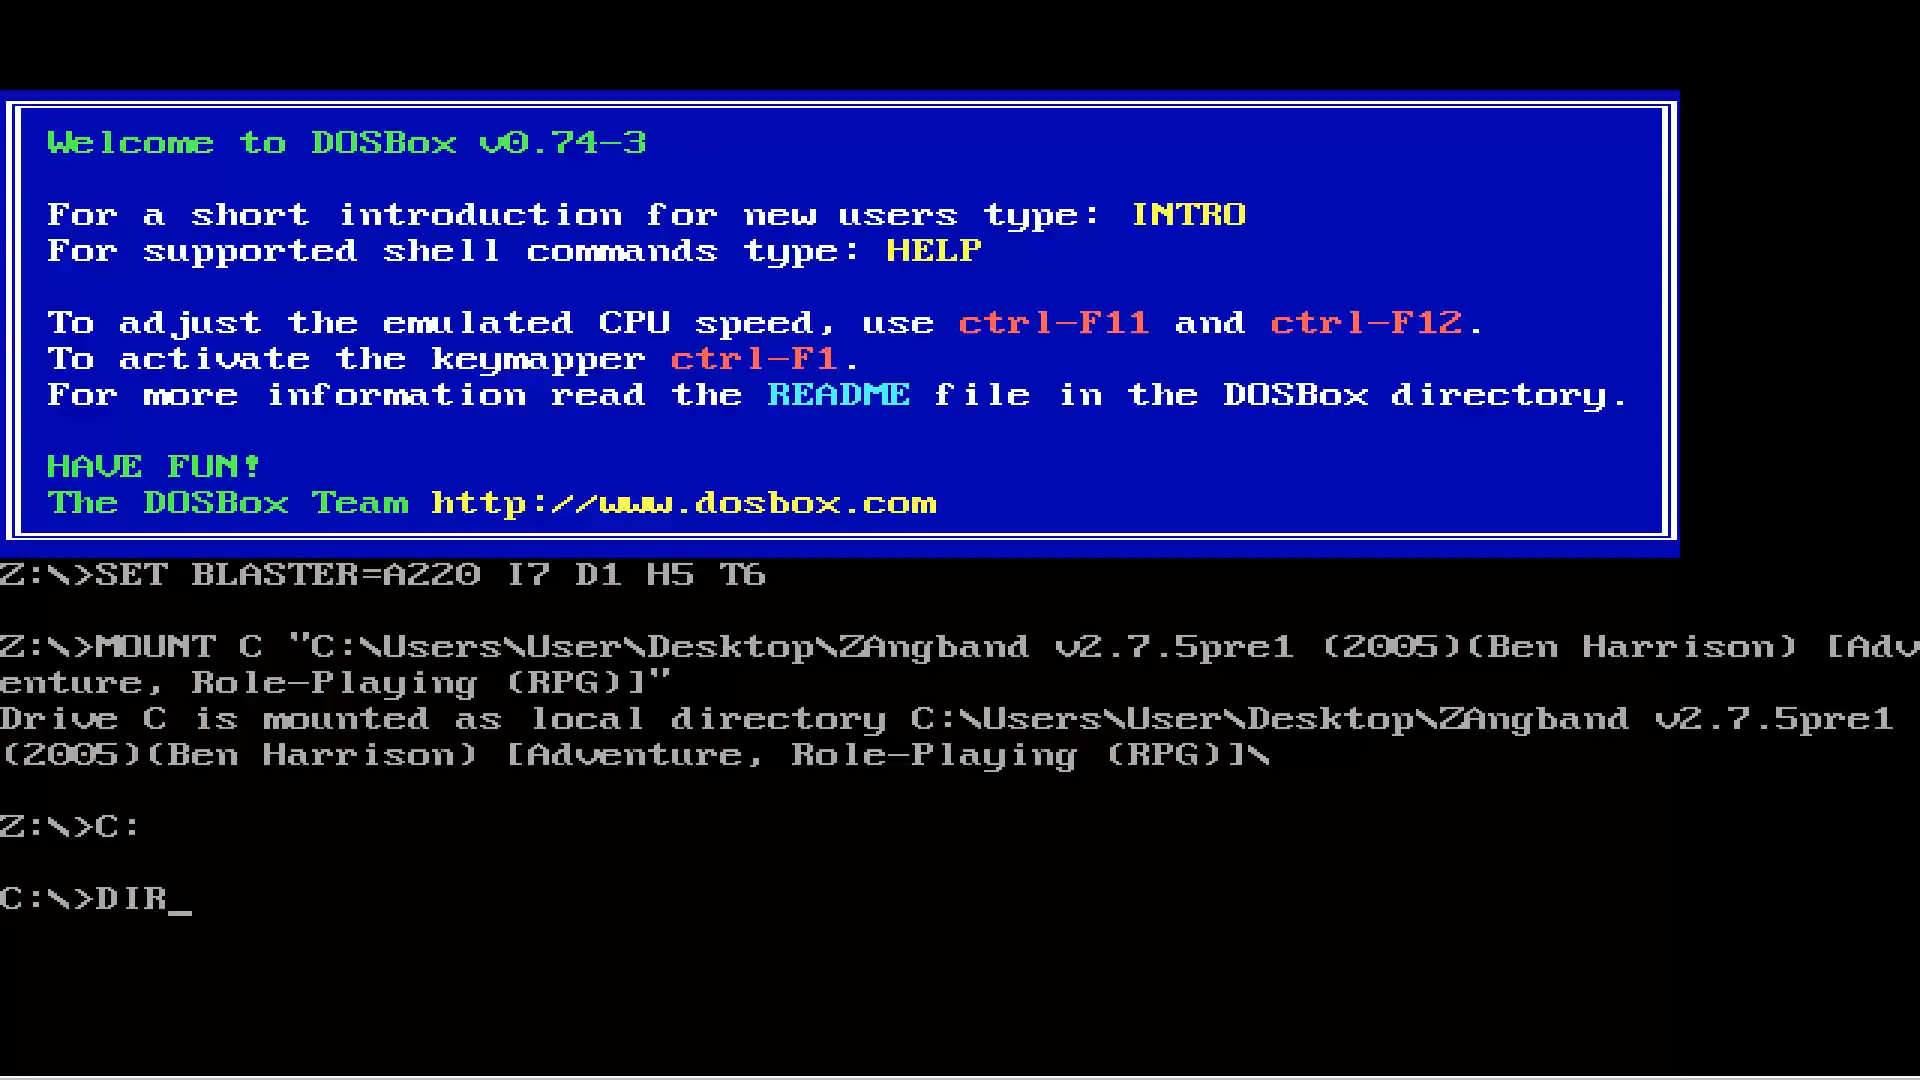 Welcome to DOSBox v0.74-3
For a short introduction for new users type: INTRO
For supported shell commands type: HELP
To adjust the emulated CPU speed, use ctrl-F11 and ctrl-F12.
To activate the keymapper ctrl-F1.
For more information read the README file in the DOSBox directory.
HAVE FUN!
The DOSBox Team http://www.dosbox.com
Z:\>SET BLASTER=A220 I7 D1 H5 T6
Z:\>MOUNT C "C:\Users\User\Desktop\ZAngband v2.7.5pre1 (2005)(Ben Harrison) [Adv
enture, Role-Playing (RPG)]"
Drive C is mounted as local directory C:\Users\User\Desktop\ZAngband v2.7.5pre1
(2005)(Ben Harrison) [Adventure, Role-Playing (RPG)]\
Z:\>C:
C:\>DIR_